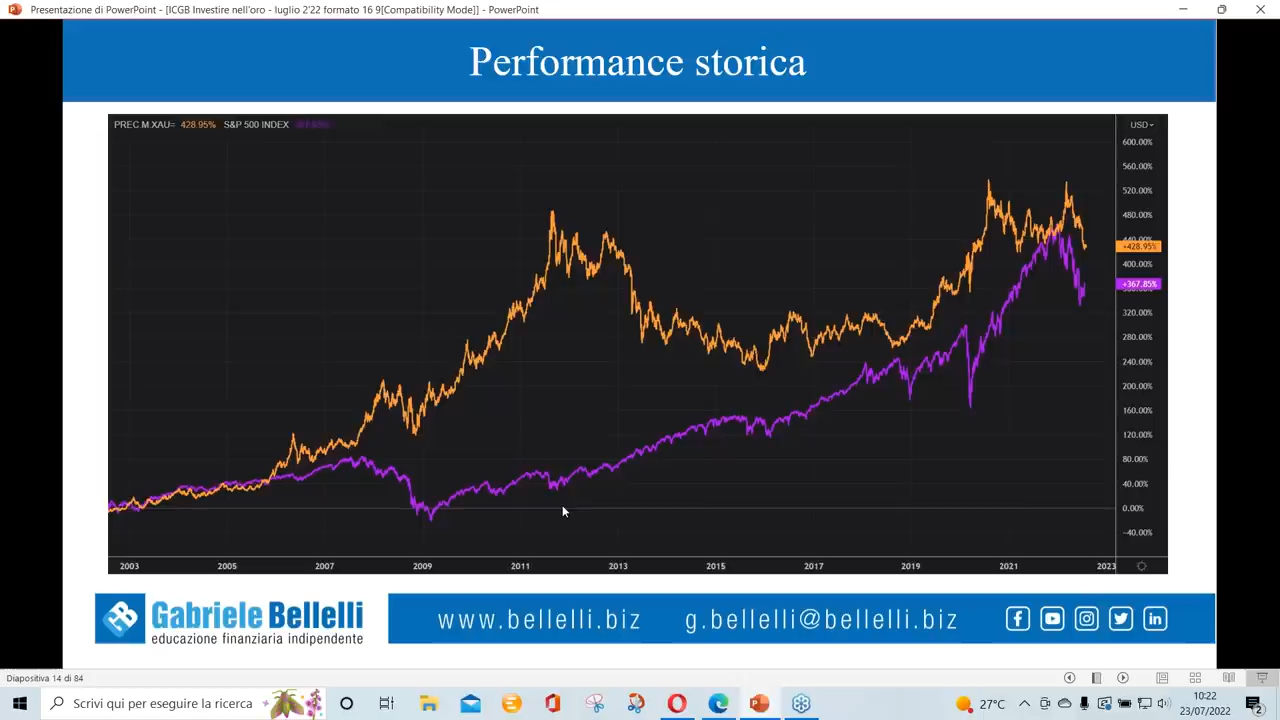 Presentazione di PowerPoint - [ICGB Investire nell'oro - luglio 2'22 formato 16 9[Compatibility Mode]] - PowerPoint
Performance storica
PREC.M.XAU= 428.95% S&P 500 INDEX
USD
600.00%
560.00%
520.00%
480.00%
440.00%
+428.95%
400.00%
+367.85%
320.00%
280.00%
240.00%
200.00%
160.00%
120.00%
80.00%
40.00%
0.00%
-40.00%
2003 2005 2007 2009 2011 2013 2015 2017 2019 2021 2023
Gabriele Bellelli
educazione finanziaria indipendente
www.bellelli.biz g.bellelli@bellelli.biz
Diapositiva 14 di 84
Scrivi qui per eseguire la ricerca
27°C
10:22
23/07/2022
2